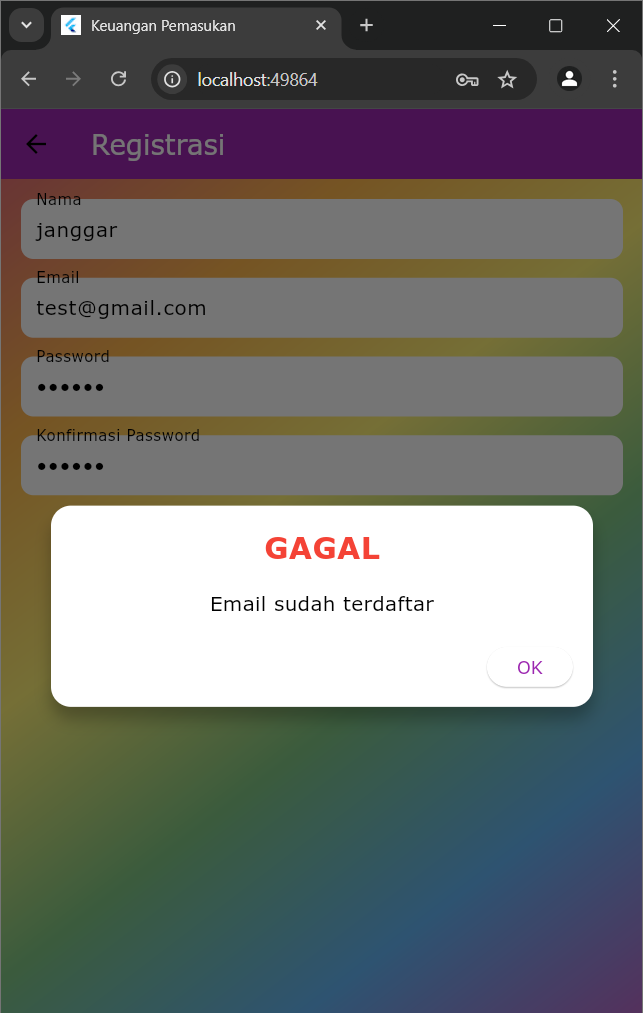 Keuangan Pemasukan
localhost:49864
Registrasi
Nama
janggar
Email
test@gmail.com
Password
••••••
Konfirmasi Password
••••••
GAGAL
Email sudah terdaftar
OK